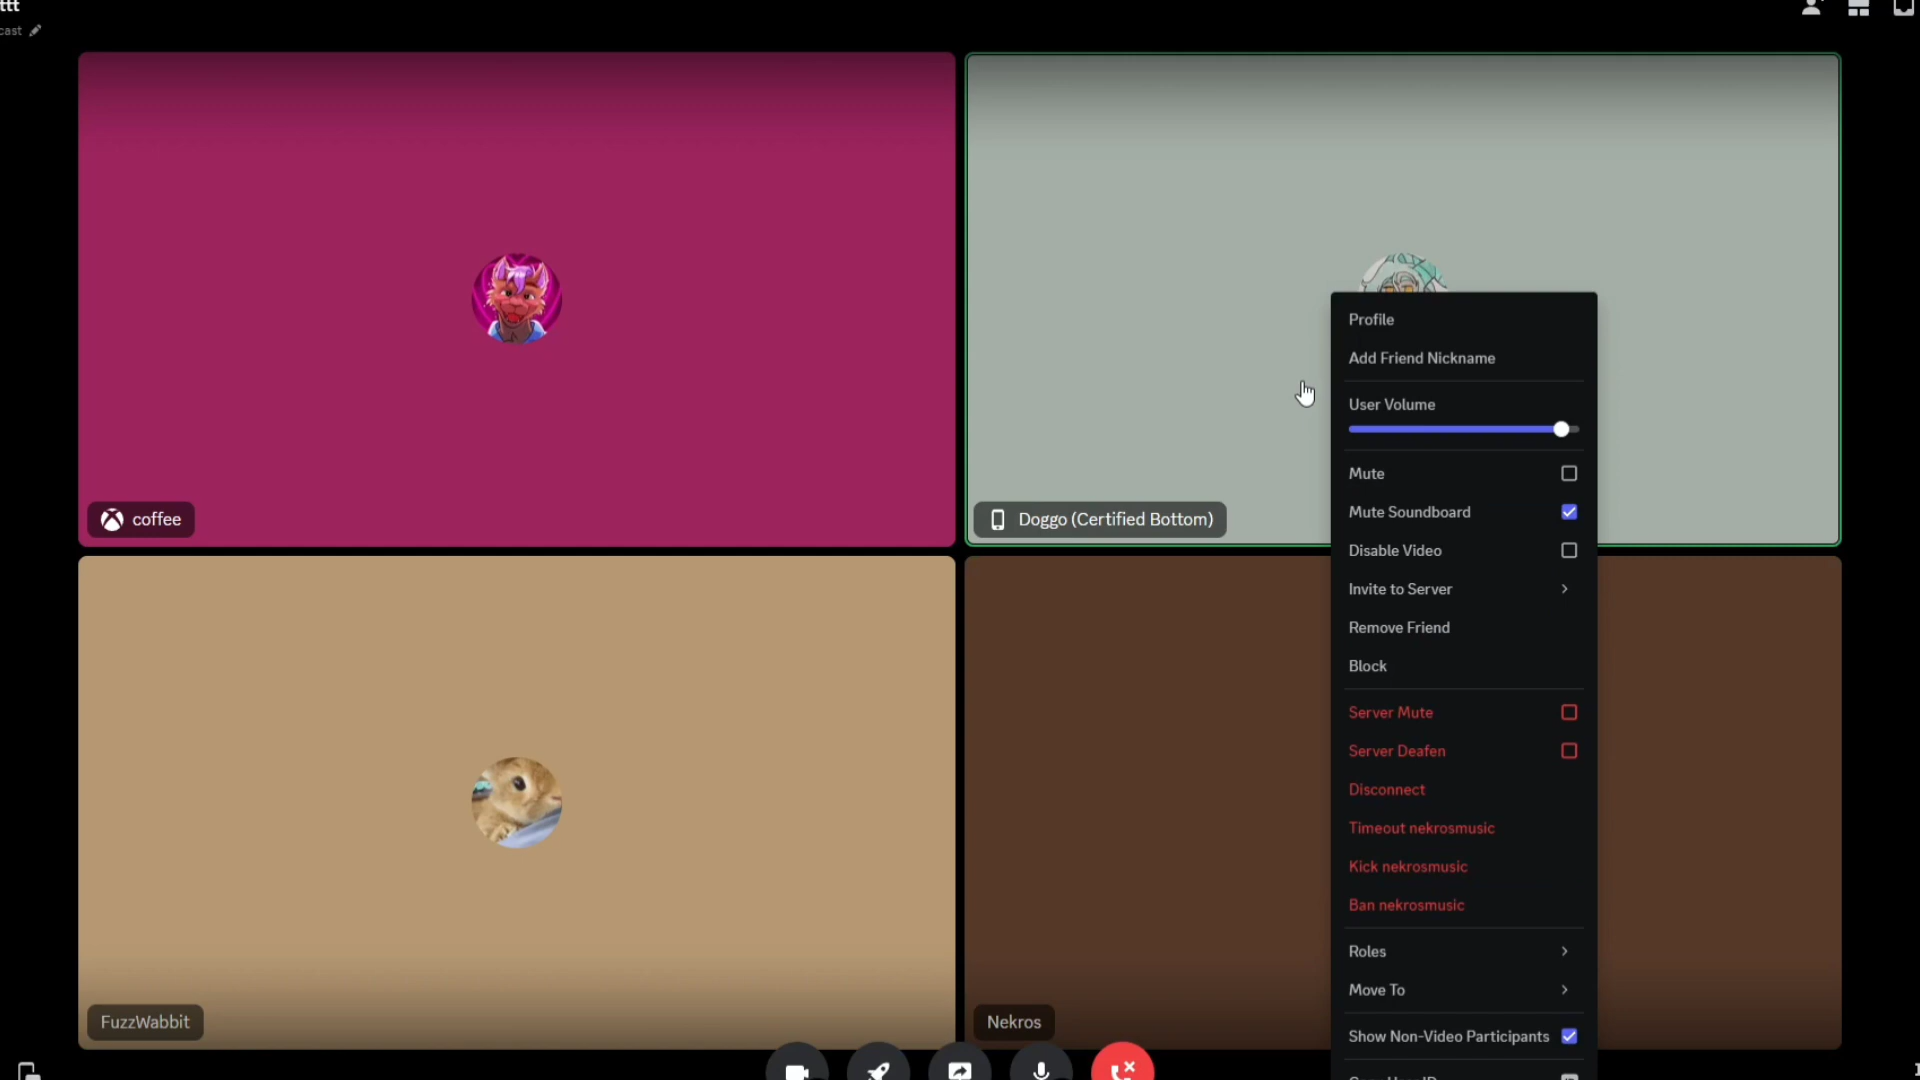 ttt
cast
coffee
Doggo (Certified Bottom)
FuzzWabbit
Nekros
Profile
Add Friend Nickname
User Volume
Mute
Mute Soundboard
Disable Video
Invite to Server
Remove Friend
Block
Server Mute
Server Deafen
Disconnect
Timeout nekrosmusic
Kick nekrosmusic
Ban nekrosmusic
Roles
Move To
Show Non-Video Participants